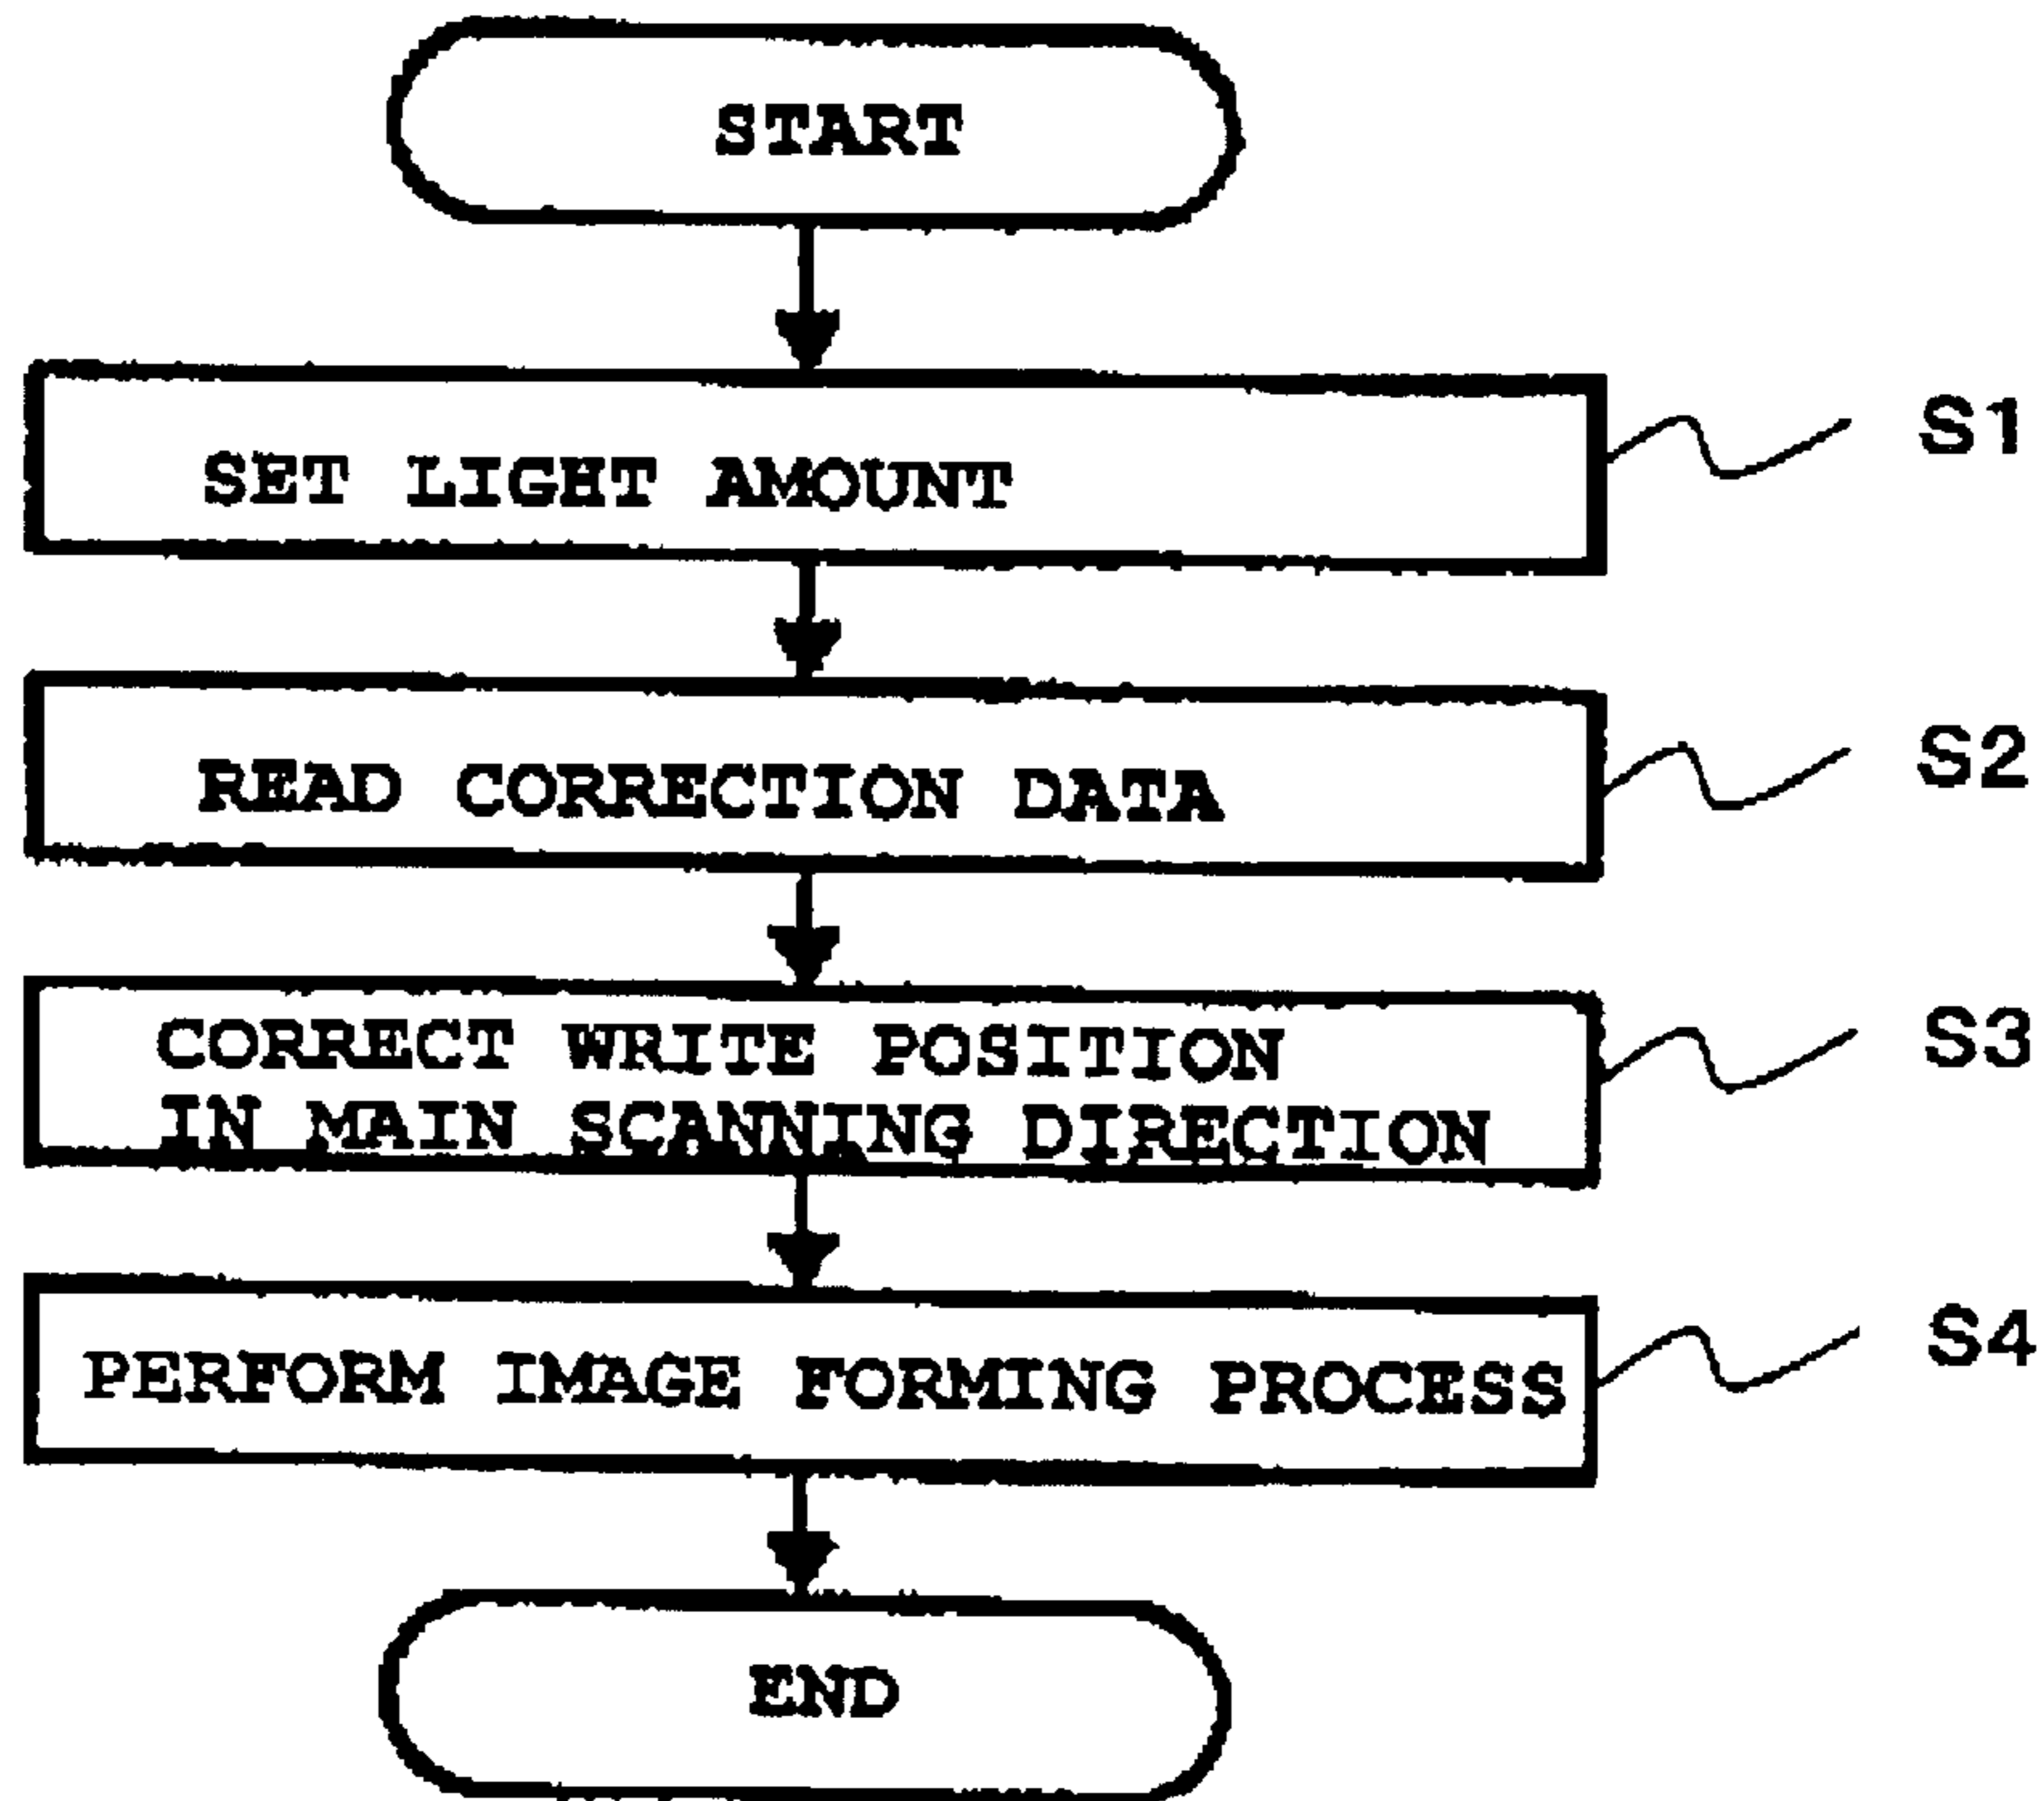 START
SET LIGHT AMOUNT
S1
READ CORRECTION DATA
S2
CORRECT WRITE POSITION
IN MAIN SCANNING DIRECTION
S3
PERFORM IMAGE FORMING PROCESS
S4
END